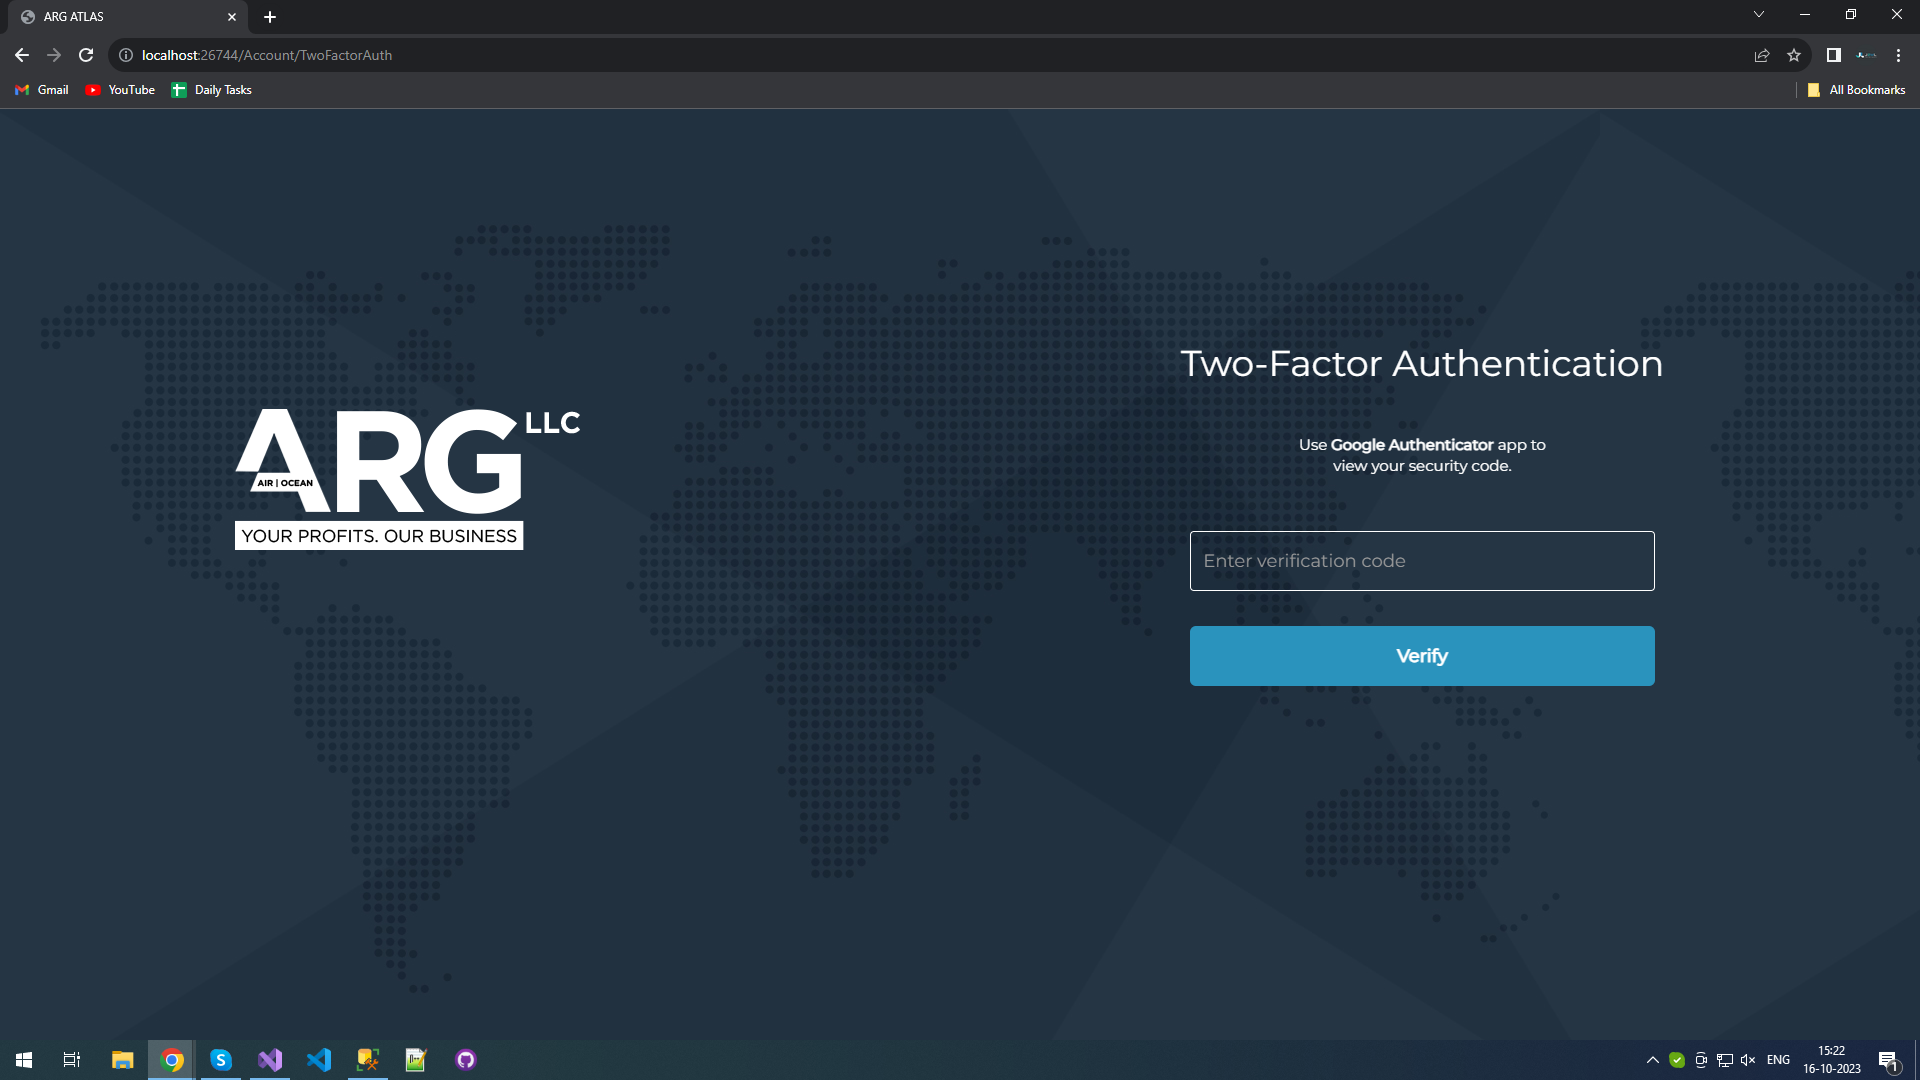 ARG ATLAS
localhost:26744/Account/TwoFactorAuth
Gmail
YouTube
Daily Tasks
All Bookmarks
ARG LLC
AIR | OCEAN
YOUR PROFITS. OUR BUSINESS
Two-Factor Authentication
Use Google Authenticator app to
view your security code.
Enter verification code
Verify
ENG
15:22
16-10-2023
1